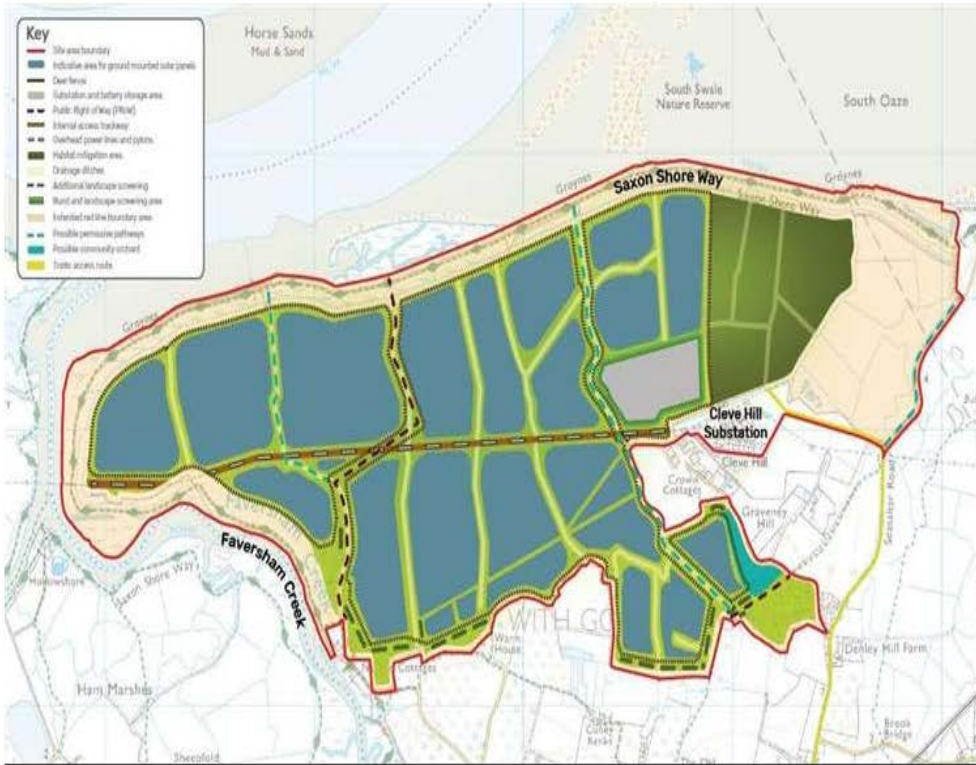 Key
Site area boundary
Indicative area for ground mounted solar panels
Deer fence
Substation and battery storage area
Public Right of Way (PRoW)
Internal access trackway
Overhead power lines and pylons
Habitat mitigation area
Drainage ditches
Additional landscape screening
Bund and landscape screening area
Extended red line boundary area
Possible permissive pathways
Possible community orchard
Traffic access route
Horse Sands
Mud & Sand
South Swale
Nature Reserve
South Oaze
Groynes
Groynes
Groynes
Saxon Shore Way
Saxon Shore Way
Cleve Hill
Substation
Cleve Hill
Crown
Cottages
Graveney
Hill
Seasalter Road
Faversham Creek
Hollowshore
Saxon Shore Way
WITH GO
Warm
House
Cottages
Denley Hill Farm
Ham Marshes
Sheepfold
Brook
Bridge